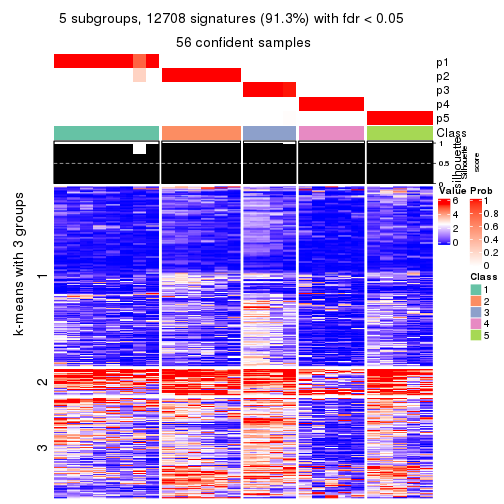 5 subgroups, 12708 signatures (91.3%) with fdr < 0.05
56 confident samples
p1
p2
p3
p4
p5
Class
1
0.5
0
silhouette
Silhouette
score
k-means with 3 groups
1
2
3
Value
6
4
2
0
Prob
1
0.8
0.6
0.4
0.2
0
Class
1
2
3
4
5